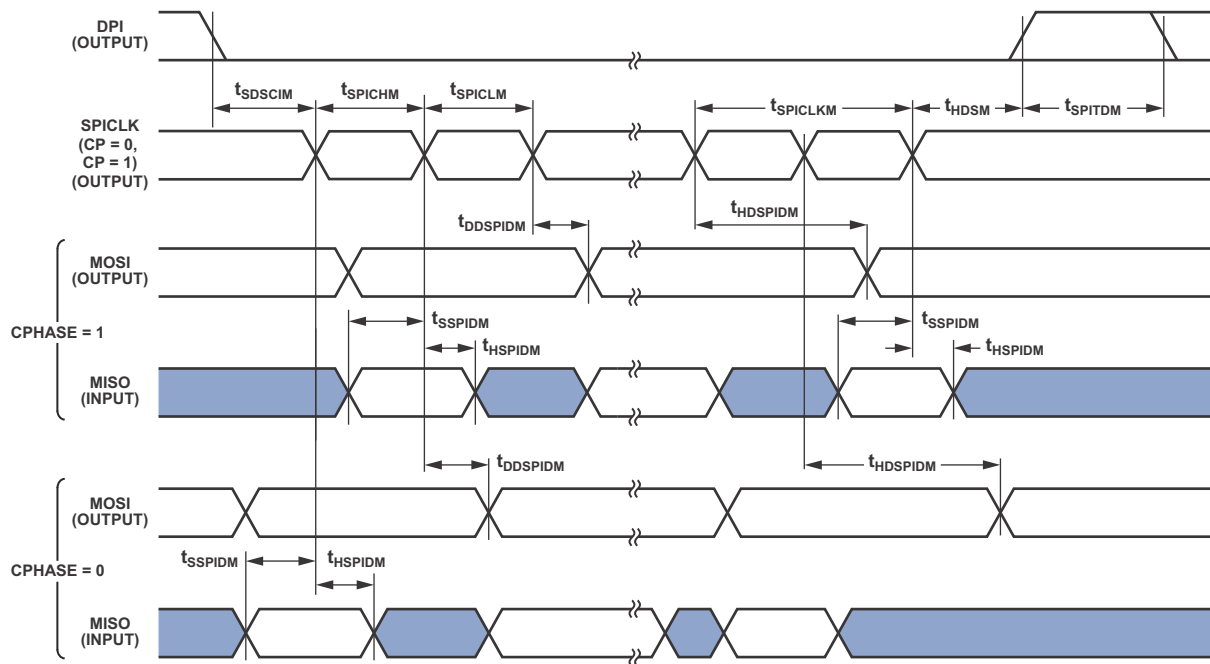 DPI
(OUTPUT)
tSDSCIM
tSPICHM
tSPICLM
tSPICLKM
tHDSM
tSPITDM
SPICLK
(CP = 0,
CP = 1)
(OUTPUT)
tDDSPIDM
tHDSPIDM
MOSI
(OUTPUT)
CPHASE = 1
tSSPIDM
tSSPIDM
tHSPIDM
tHSPIDM
MISO
(INPUT)
tDDSPIDM
tHDSPIDM
MOSI
(OUTPUT)
tSSPIDM
tHSPIDM
CPHASE = 0
MISO
(INPUT)